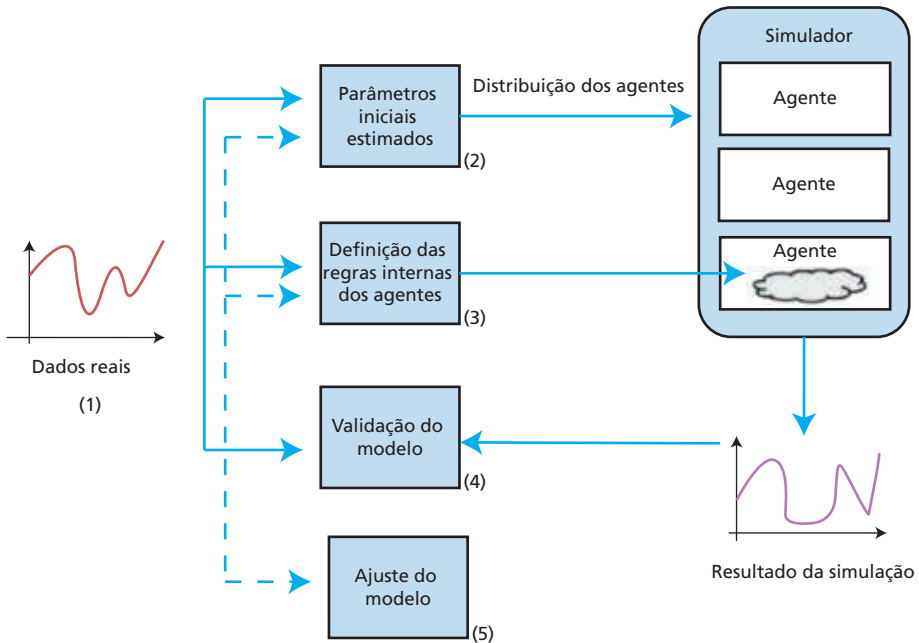 Simulador
Agente
Agente
Agente
Distribuição dos agentes
Parâmetros
iniciais
estimados
(2)
Definição das
regras internas
dos agentes
(3)
Dados reais
(1)
Validação do
modelo
(4)
Ajuste do
modelo
(5)
Resultado da simulação